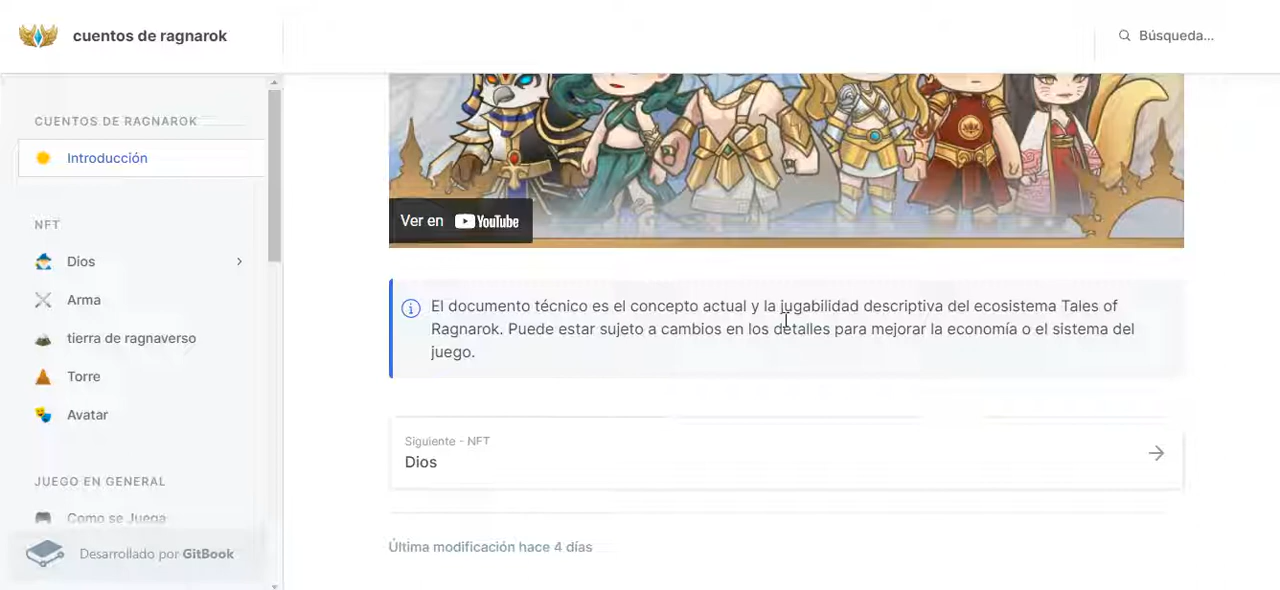 cuentos de ragnarok
Búsqueda...
CUENTOS DE RAGNAROK
Introducción
NFT
Dios
Arma
tierra de ragnaverso
Torre
Avatar
JUEGO EN GENERAL
Como se Juega
Desarrollado por GitBook
Ver en YouTube
El documento técnico es el concepto actual y la jugabilidad descriptiva del ecosistema Tales of
Ragnarok. Puede estar sujeto a cambios en los detalles para mejorar la economía o el sistema del
juego.
Siguiente - NFT
Dios
Última modificación hace 4 días